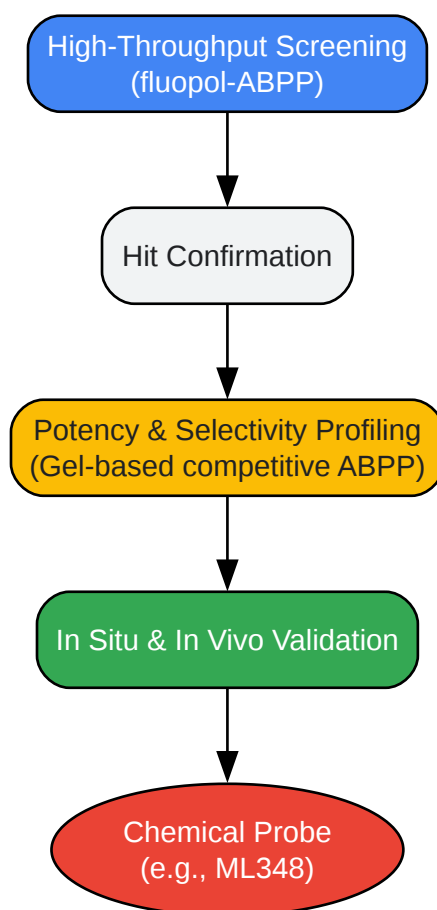 High-Throughput Screening
(fluopol-ABPP)
Hit Confirmation
Potency & Selectivity Profiling
(Gel-based competitive ABPP)
In Situ & In Vivo Validation
Chemical Probe
(e.g., ML348)